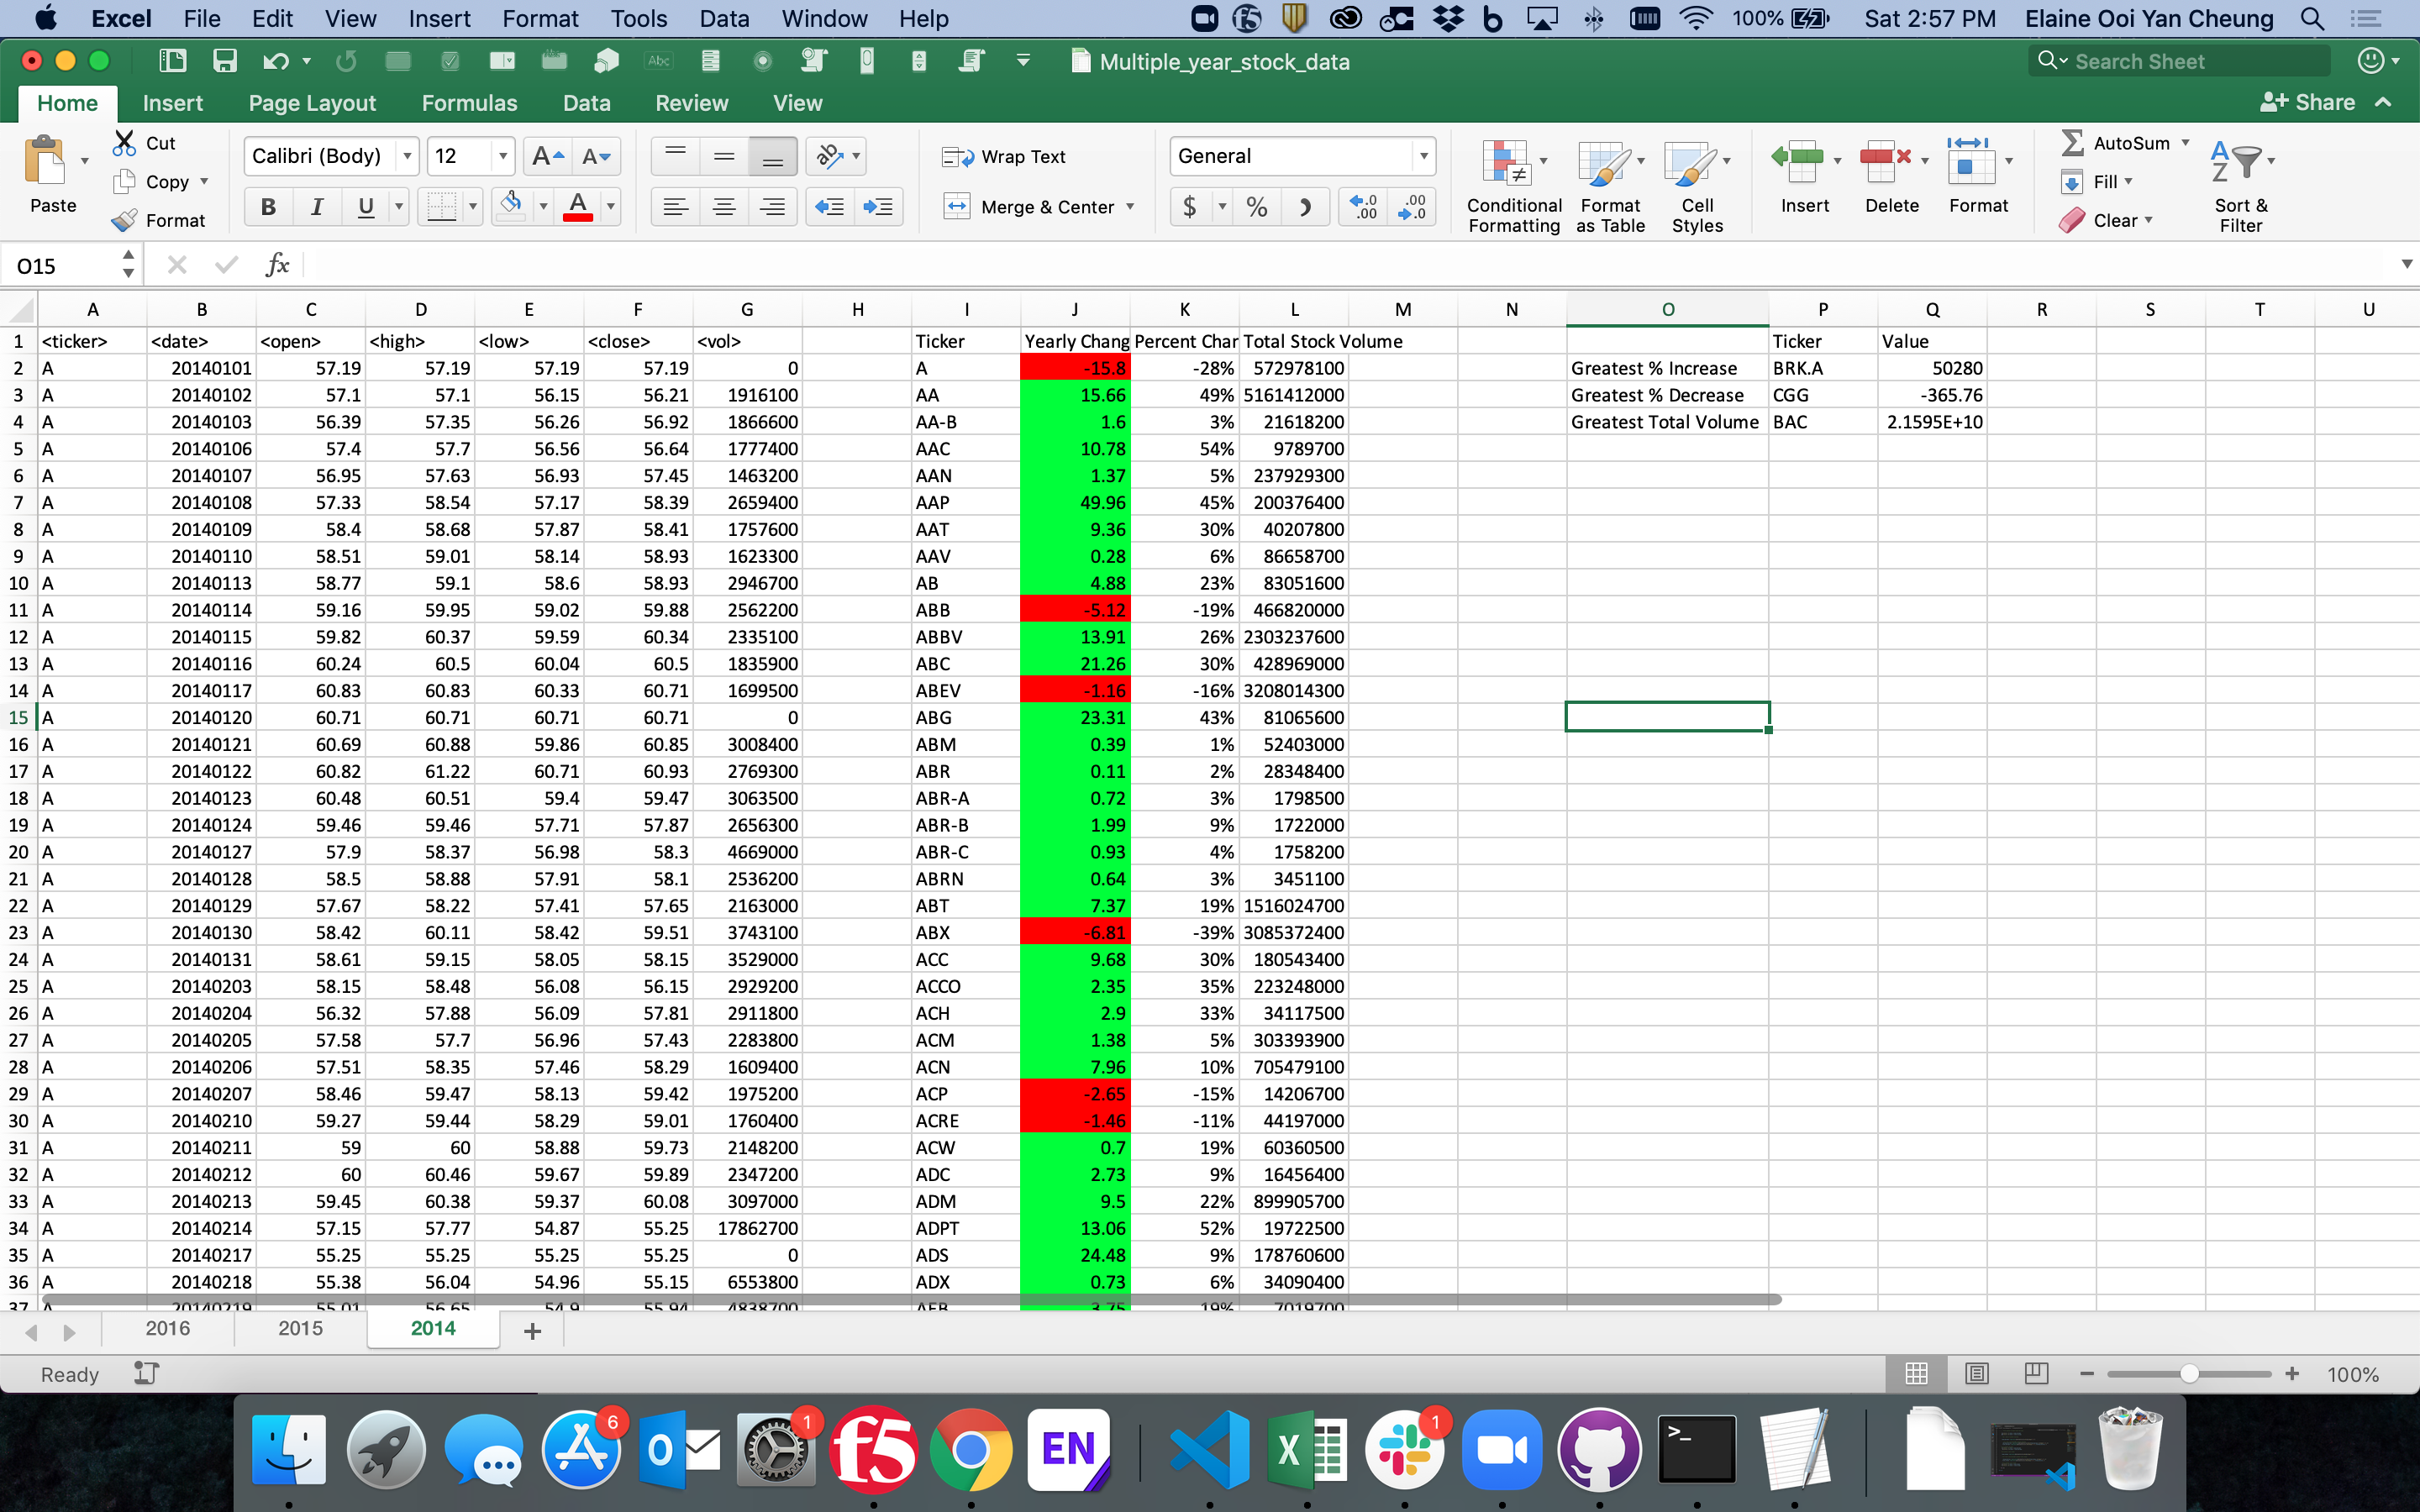 Excel File Edit View Insert Format Tools Data Window Help 100% Sat 2:57 PM Elaine Ooi Yan Cheung
Abc Multiple_year_stock_data Search Sheet
Home Insert Page Layout Formulas Data Review View Share
Cut Calibri (Body) 12 Wrap Text General AutoSum
Copy Fill
Paste Format B I U A Merge & Center $ % Conditional Formatting Format as Table Cell Styles Insert Delete Format Clear Sort & Filter
O15 fx
A B C D E F G H I J K L M N O P Q R S T U
1 <ticker> <date> <open> <high> <low> <close> <vol> Ticker Yearly Chang Percent Char Total Stock Volume Ticker Value
2 A 20140101 57.19 57.19 57.19 57.19 0 A -15.8 -28% 572978100 Greatest % Increase BRK.A 50280
3 A 20140102 57.1 57.1 56.15 56.21 1916100 AA 15.66 49% 5161412000 Greatest % Decrease CGG -365.76
4 A 20140103 56.39 57.35 56.26 56.92 1866600 AA-B 1.6 3% 21618200 Greatest Total Volume BAC 2.1595E+10
5 A 20140106 57.4 57.7 56.56 56.64 1777400 AAC 10.78 54% 9789700
6 A 20140107 56.95 57.63 56.93 57.45 1463200 AAN 1.37 5% 237929300
7 A 20140108 57.33 58.54 57.17 58.39 2659400 AAP 49.96 45% 200376400
8 A 20140109 58.4 58.68 57.87 58.41 1757600 AAT 9.36 30% 40207800
9 A 20140110 58.51 59.01 58.14 58.93 1623300 AAV 0.28 6% 86658700
10 A 20140113 58.77 59.1 58.6 58.93 2946700 AB 4.88 23% 83051600
11 A 20140114 59.16 59.95 59.02 59.88 2562200 ABB -5.12 -19% 466820000
12 A 20140115 59.82 60.37 59.59 60.34 2335100 ABBV 13.91 26% 2303237600
13 A 20140116 60.24 60.5 60.04 60.5 1835900 ABC 21.26 30% 428969000
14 A 20140117 60.83 60.83 60.33 60.71 1699500 ABEV -1.16 -16% 3208014300
15 A 20140120 60.71 60.71 60.71 60.71 0 ABG 23.31 43% 81065600
16 A 20140121 60.69 60.88 59.86 60.85 3008400 ABM 0.39 1% 52403000
17 A 20140122 60.82 61.22 60.71 60.93 2769300 ABR 0.11 2% 28348400
18 A 20140123 60.48 60.51 59.4 59.47 3063500 ABR-A 0.72 3% 1798500
19 A 20140124 59.46 59.46 57.71 57.87 2656300 ABR-B 1.99 9% 1722000
20 A 20140127 57.9 58.37 56.98 58.3 4669000 ABR-C 0.93 4% 1758200
21 A 20140128 58.5 58.88 57.91 58.1 2536200 ABRN 0.64 3% 3451100
22 A 20140129 57.67 58.22 57.41 57.65 2163000 ABT 7.37 19% 1516024700
23 A 20140130 58.42 60.11 58.42 59.51 3743100 ABX -6.81 -39% 3085372400
24 A 20140131 58.61 59.15 58.05 58.15 3529000 ACC 9.68 30% 180543400
25 A 20140203 58.15 58.48 56.08 56.15 2929200 ACCO 2.35 35% 223248000
26 A 20140204 56.32 57.88 56.09 57.81 2911800 ACH 2.9 33% 34117500
27 A 20140205 57.58 57.7 56.96 57.43 2283800 ACM 1.38 5% 303393900
28 A 20140206 57.51 58.35 57.46 58.29 1609400 ACN 7.96 10% 705479100
29 A 20140207 58.46 59.47 58.13 59.42 1975200 ACP -2.65 -15% 14206700
30 A 20140210 59.27 59.44 58.29 59.01 1760400 ACRE -1.46 -11% 44197000
31 A 20140211 59 60 58.88 59.73 2148200 ACW 0.7 19% 60360500
32 A 20140212 60 60.46 59.67 59.89 2347200 ADC 2.73 9% 16456400
33 A 20140213 59.45 60.38 59.37 60.08 3097000 ADM 9.5 22% 899905700
34 A 20140214 57.15 57.77 54.87 55.25 17862700 ADPT 13.06 52% 19722500
35 A 20140217 55.25 55.25 55.25 55.25 0 ADS 24.48 9% 178760600
36 A 20140218 55.38 56.04 54.96 55.15 6553800 ADX 0.73 6% 34090400
37 A 20140219 55.01 56.65 54.9 55.94 4838700 AEB 3.75 19% 7019700
2016 2015 2014 +
Ready 100%
6 1 f5 EN 1